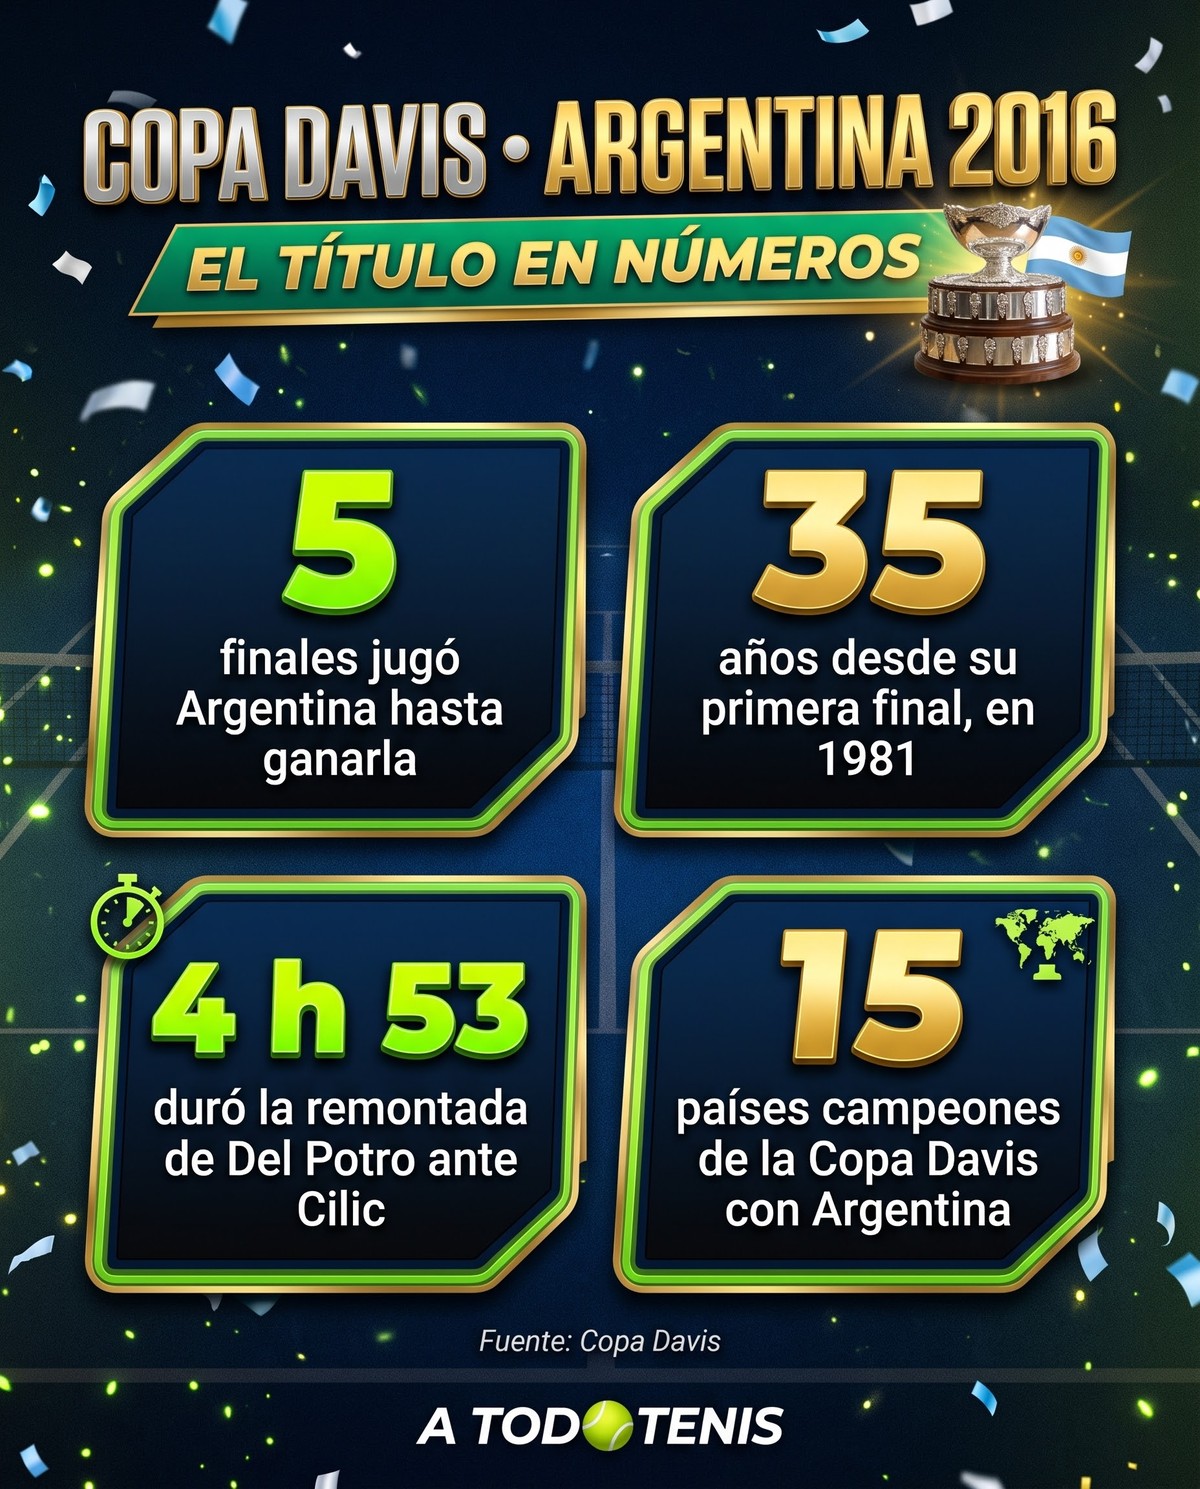 COPA DAVIS • ARGENTINA 2016
EL TÍTULO EN NÚMEROS
5
finales jugó
Argentina hasta
ganarla
35
años desde su
primera final, en
1981
4 h 53
duró la remontada
de Del Potro ante
Cilic
15
países campeones
de la Copa Davis
con Argentina
Fuente: Copa Davis
A TODO TENIS